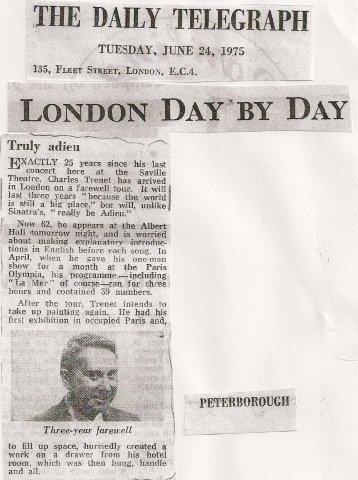 THE DAILY TELEGRAPH
TUESDAY, JUNE 24, 1975
135, FLEET STREET, LONDON, E.C.4.
LONDON DAY BY DAY
Truly adieu
EXACTLY 25 years since his last
concert here at the Saville
Theatre, Charles Trenet has arrived
in London on a farewell tour. It will
last three years "because the world
is still a big place," but will, unlike
Sinatra's, "really be Adieu."
Now 62, he appears at the Albert
Hall tomorrow night, and is worried
about making explanatory introduc-
tions in English before each song. In
April, when he gave his one-man
show for a month at the Paris
Olympia, his programme—including
"La Mer" of course—ran for three
hours and contained 39 numbers.
After the tour, Trenet intends to
take up painting again. He had his
first exhibition in occupied Paris and,
Three-year farewell
to fill up space, hurriedly created a
work on a drawer from his hotel
room, which was then hung, handle
and all.
PETERBOROUGH